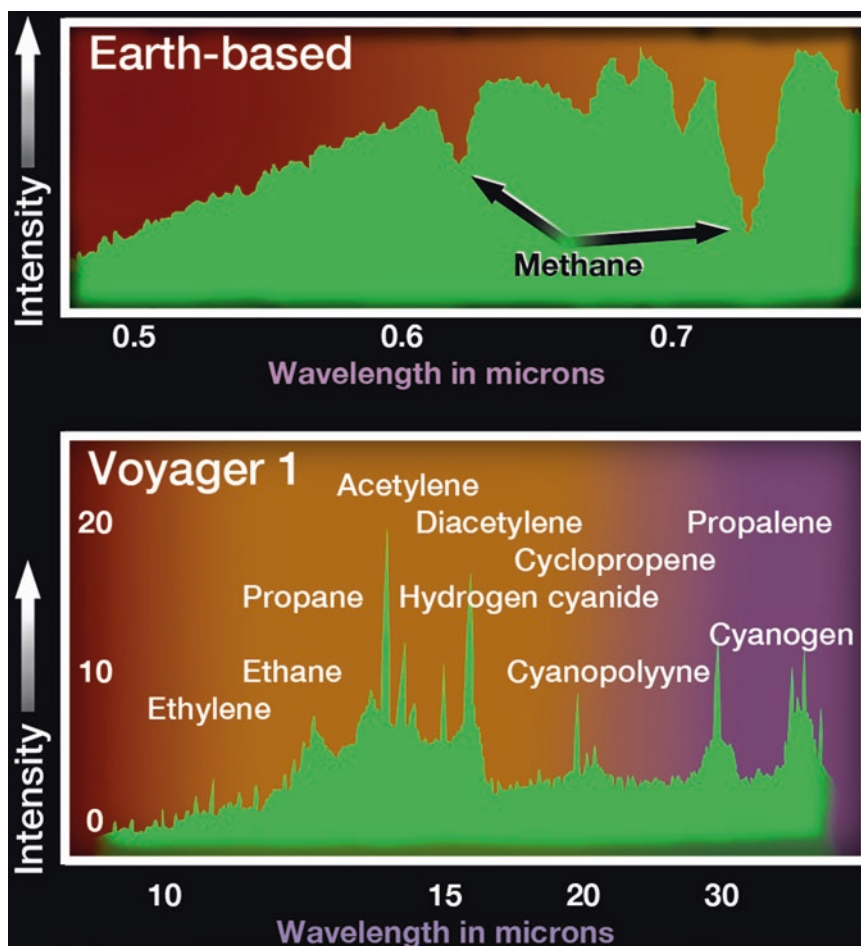 Earth-based
Intensity
Methane
0.5 0.6 0.7
Wavelength in microns
Voyager 1
Acetylene
20 Diacetylene Propalene
Cyclopropene
Propane Hydrogen cyanide
Cyanogen
10 Ethane Cyanopolyyne
Ethylene
0
Intensity
10 15 20 30
Wavelength in microns